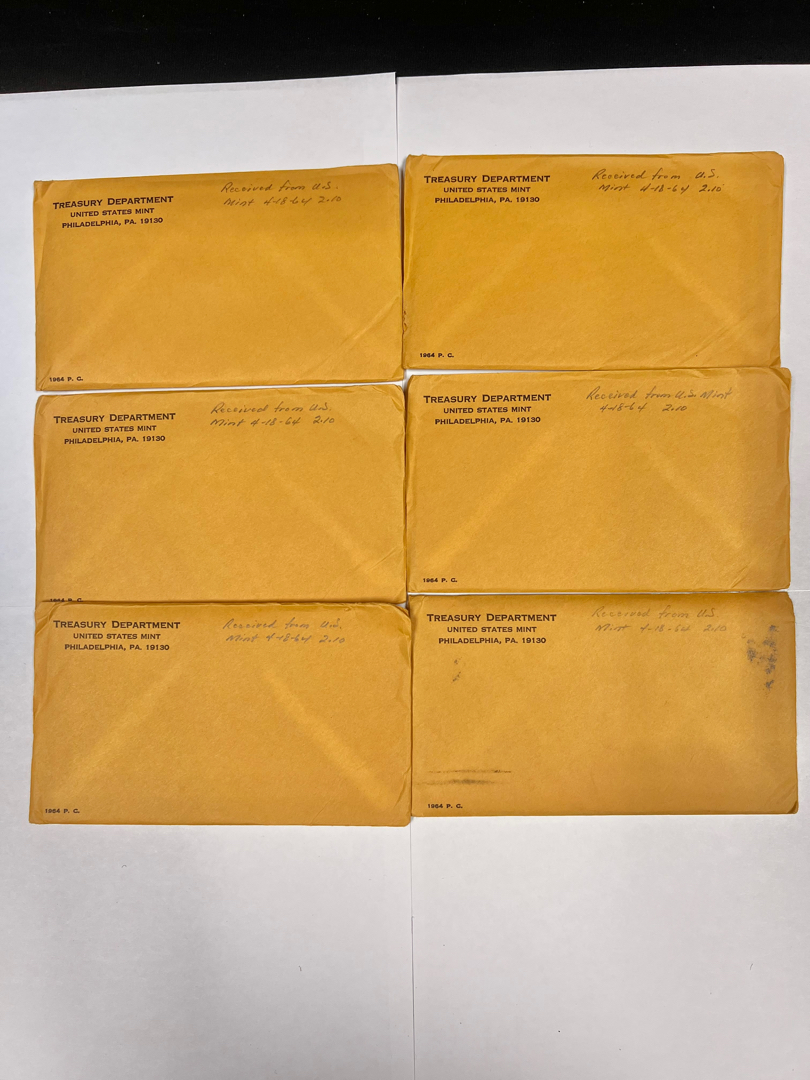 TREASURY DEPARTMENT
UNITED STATES MINT
PHILADELPHIA, PA. 19130
Received from U.S.
Mint 4-18-64 2.10
1964 P. C.
TREASURY DEPARTMENT
UNITED STATES MINT
PHILADELPHIA, PA. 19130
Received from U.S.
Mint 4-18-64 2.10
1964 P. C.
TREASURY DEPARTMENT
UNITED STATES MINT
PHILADELPHIA, PA. 19130
Received from U.S.
Mint 4-18-64 2.10
1964 P. C.
TREASURY DEPARTMENT
UNITED STATES MINT
PHILADELPHIA, PA. 19130
Received from U.S. Mint
4-18-64 2.10
1964 P. C.
TREASURY DEPARTMENT
UNITED STATES MINT
PHILADELPHIA, PA. 19130
Received from U.S.
Mint 4-18-64 2.10
1964 P. C.
TREASURY DEPARTMENT
UNITED STATES MINT
PHILADELPHIA, PA. 19130
Received from U.S.
Mint 4-18-64 2.10
1964 P. C.